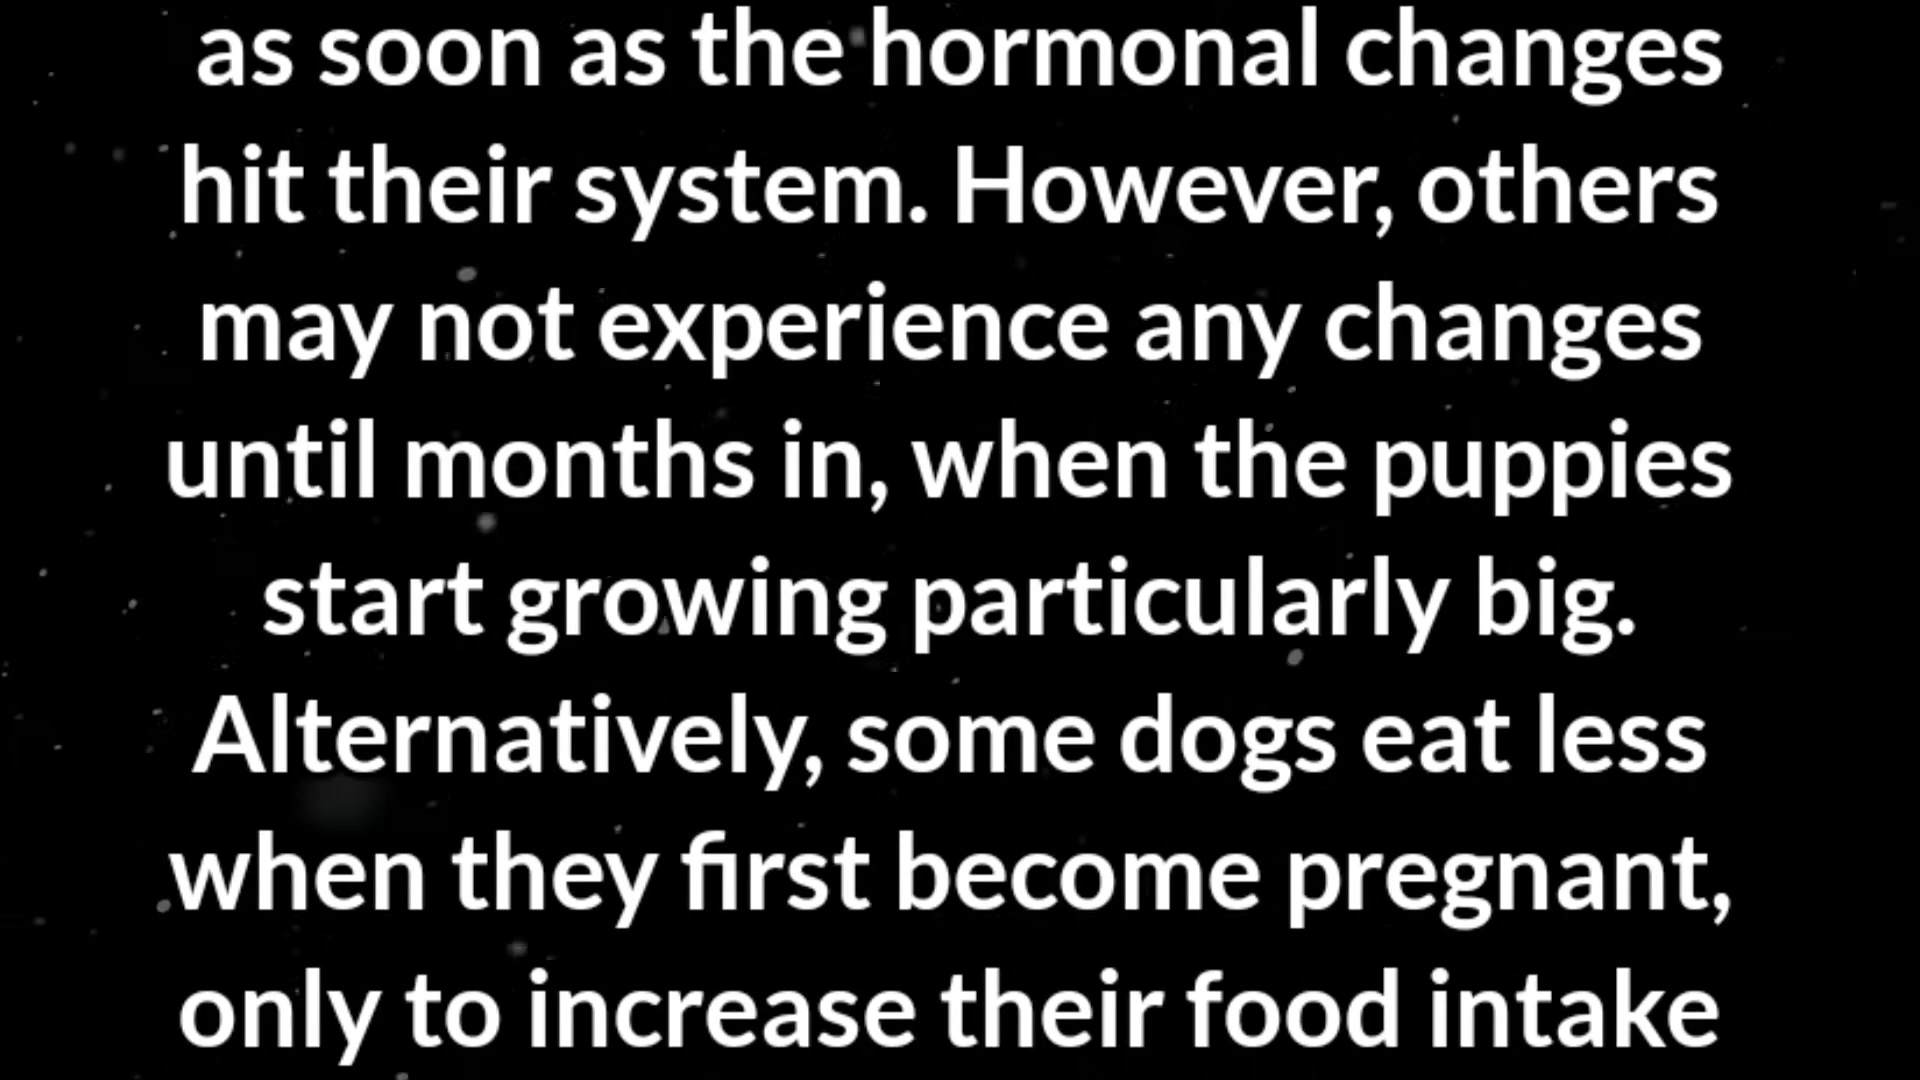 as soon as the hormonal changes
hit their system. However, others
may not experience any changes
until months in, when the puppies
start growing particularly big.
Alternatively, some dogs eat less
when they first become pregnant,
only to increase their food intake